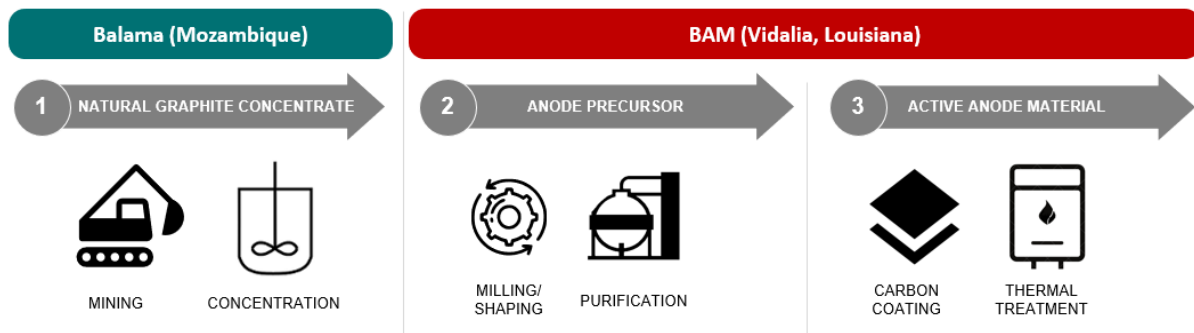 Balama (Mozambique)
BAM (Vidalia, Louisiana)
1 NATURAL GRAPHITE CONCENTRATE
2 ANODE PRECURSOR
3 ACTIVE ANODE MATERIAL
MINING
CONCENTRATION
MILLING/
SHAPING
PURIFICATION
CARBON
COATING
THERMAL
TREATMENT